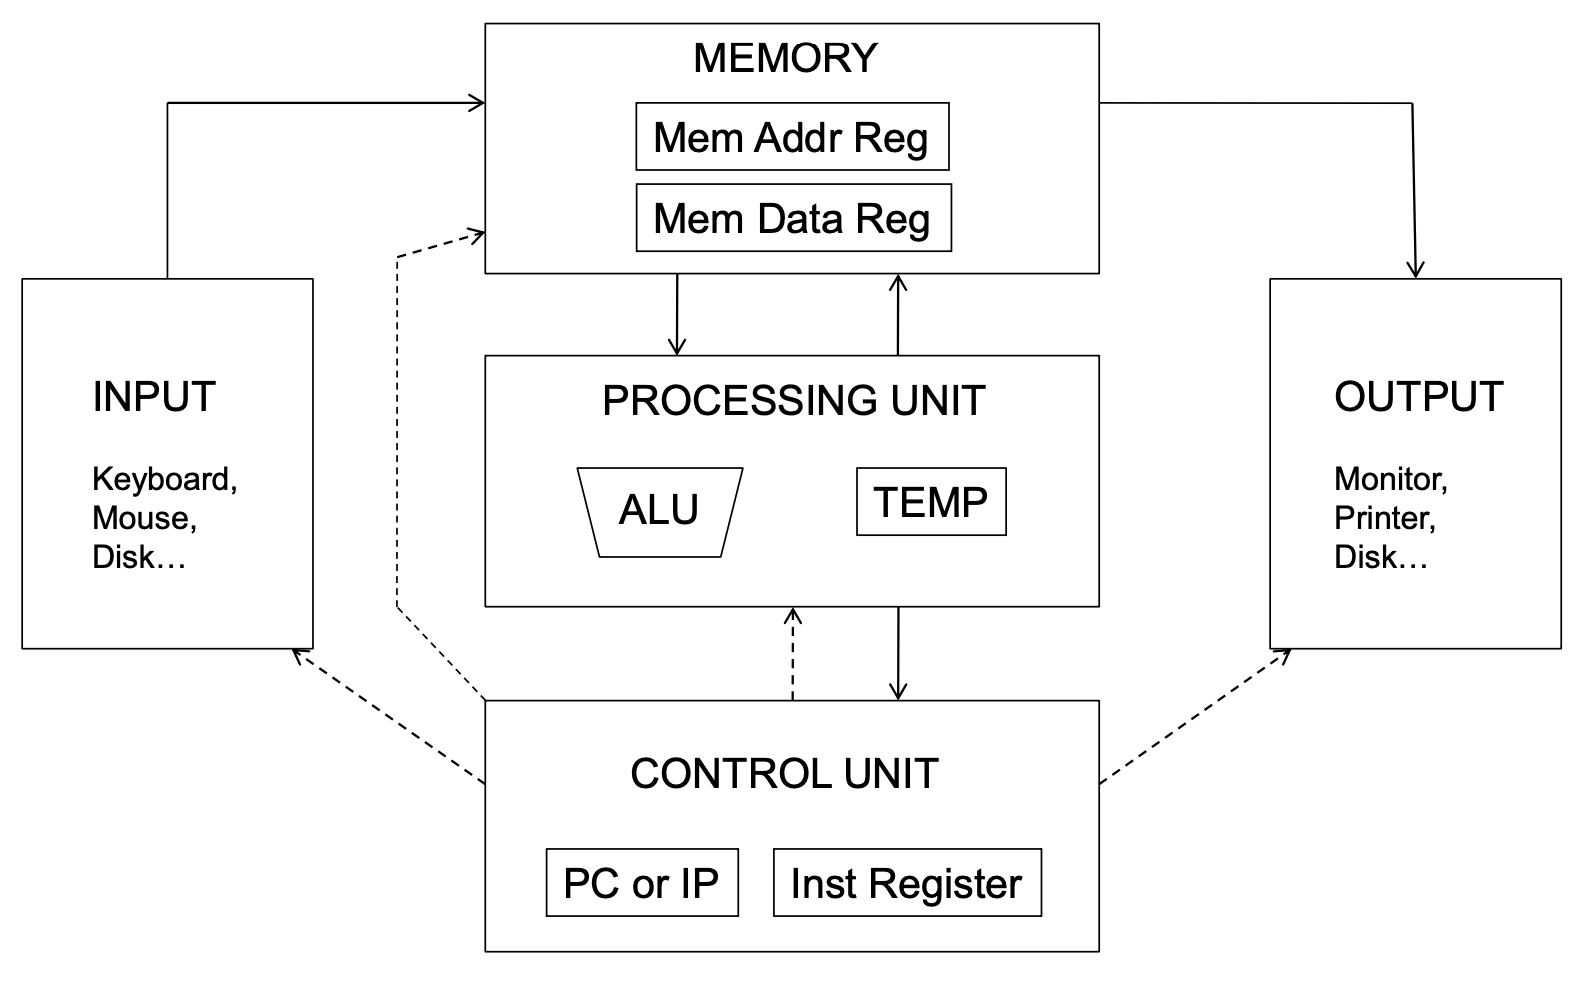 MEMORY
Mem Addr Reg
Mem Data Reg
INPUT
Keyboard,
Mouse,
Disk…
PROCESSING UNIT
ALU
TEMP
OUTPUT
Monitor,
Printer,
Disk…
CONTROL UNIT
PC or IP
Inst Register